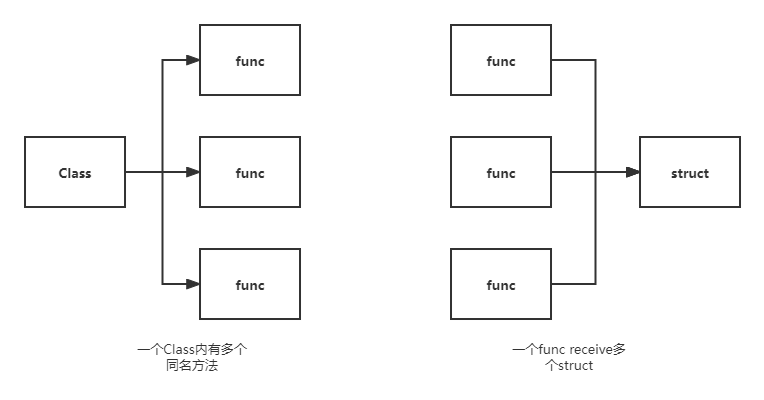 func
func
Class
func
struct
func
func
func
一个Class内有多个
同名方法
一个func receive多
个struct